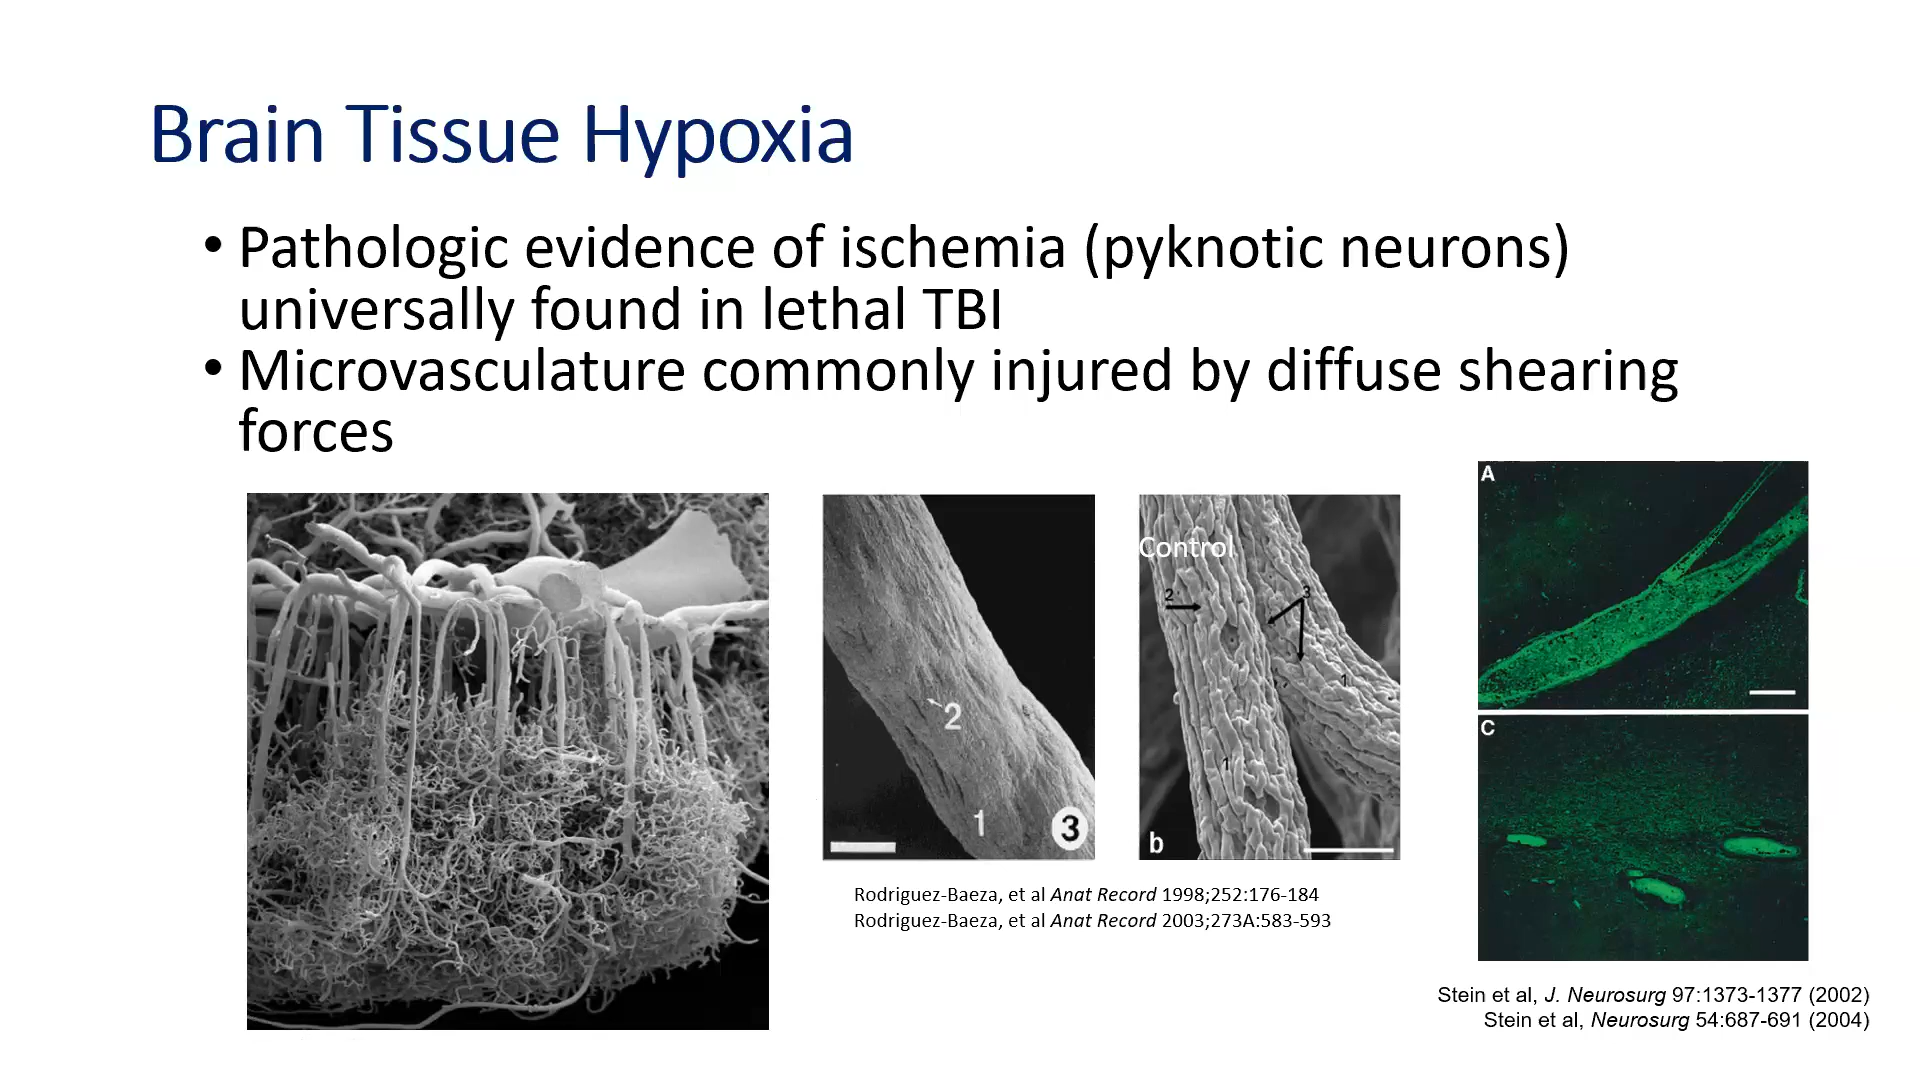 Brain Tissue Hypoxia
• Pathologic evidence of ischemia (pyknotic neurons)
universally found in lethal TBI
• Microvasculature commonly injured by diffuse shearing
forces
2
1
3
Control
2
3
1
1
b
A
C
Rodriguez-Baeza, et al Anat Record 1998;252:176-184
Rodriguez-Baeza, et al Anat Record 2003;273A:583-593
Stein et al, J. Neurosurg 97:1373-1377 (2002)
Stein et al, Neurosurg 54:687-691 (2004)